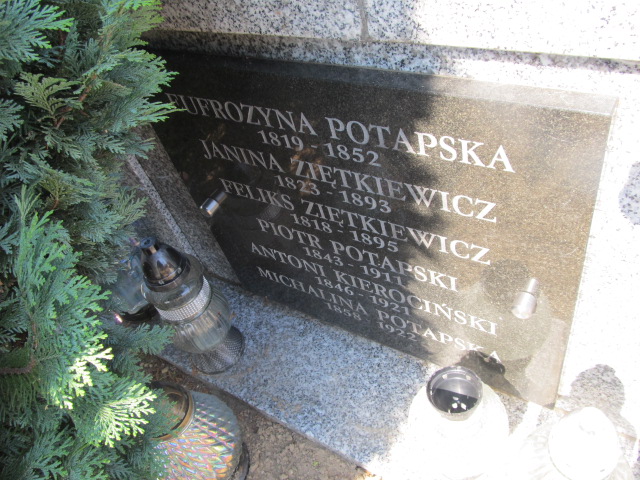 EUFROZYNA POTAPSKA
1819 - 1852
JANINA ZIĘTKIEWICZ
1823 - 1893
FELIKS ZIĘTKIEWICZ
1818 - 1895
PIOTR POTAPSKI
1843 - 1911
ANTONI KIEROCIŃSKI
1846 - 1921
MICHALINA POTAPSKA
1858 - 1922